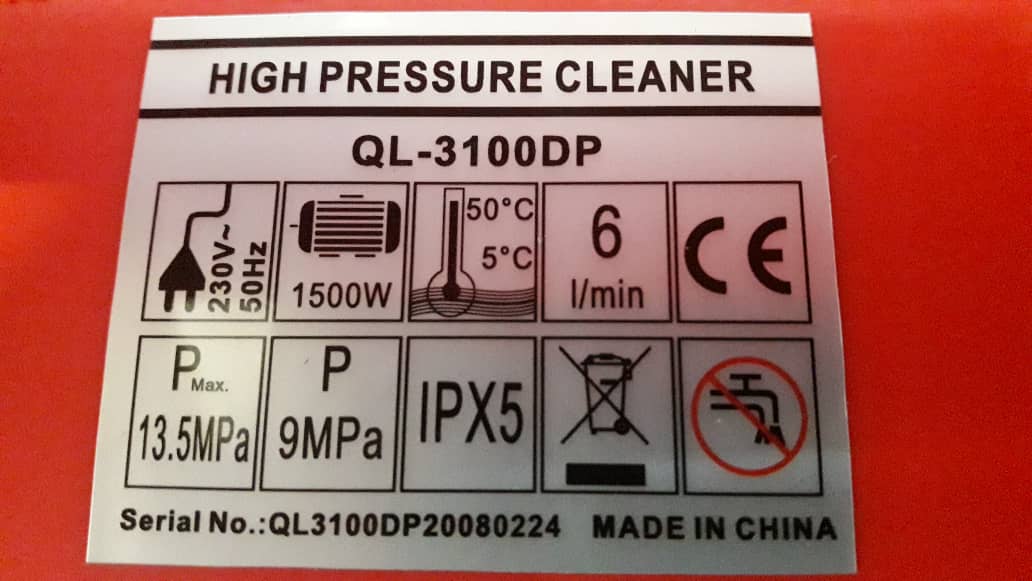 HIGH PRESSURE CLEANER
QL-3100DP
230V~
50Hz
1500W
50°C
5°C
6
l/min
CE
P Max.
13.5MPa
P
9MPa
IPX5
Serial No.:QL3100DP20080224 MADE IN CHINA